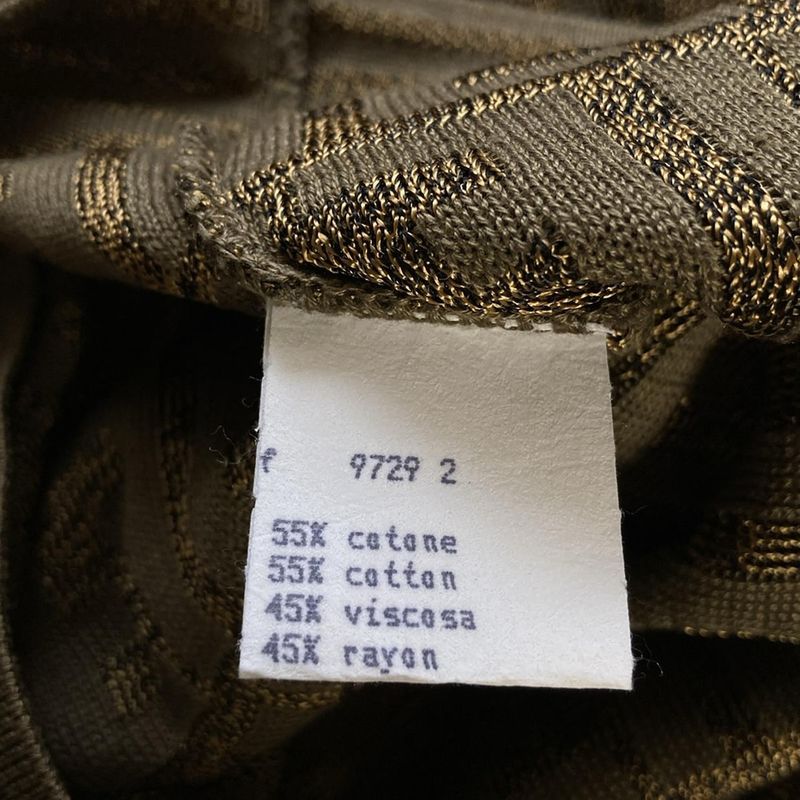 f 9729 2
55% cotone
55% cotton
45% viscosa
45% rayon